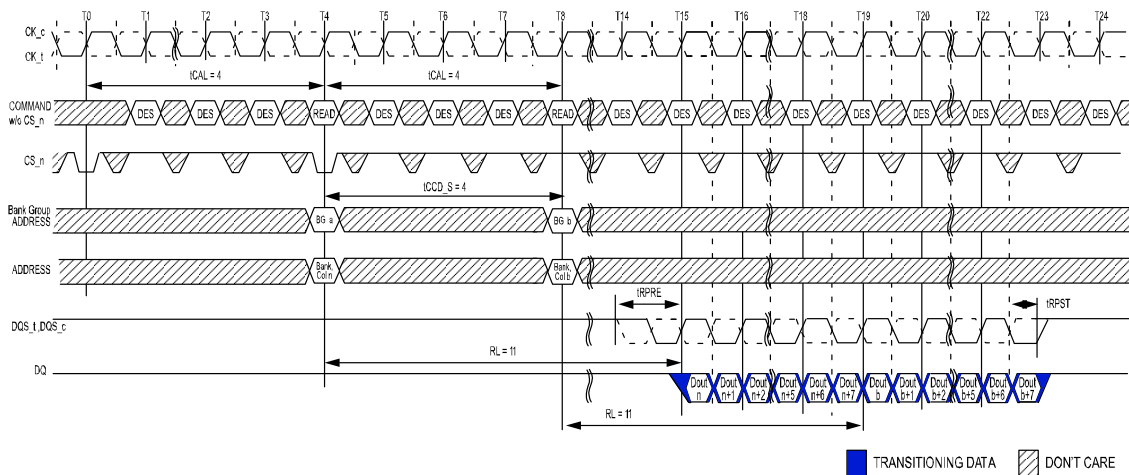 CK_c T0 T1 T2 T3 T4 T5 T6 T7 T8 T14 T15 T16 T18 T19 T20 T22 T23 T24
CK_t
tCAL = 4 tCAL = 4
COMMAND DES DES DES READ DES DES DES READ DES DES DES DES DES DES DES DES DES
w/o CS_n
CS_n
tCCD_S = 4
Bank Group
ADDRESS BG a BG b
ADDRESS Bank, Bank,
Col n Col b
tRPRE tRPST
DQS_t ,DQS_c
RL = 11
DQ Dout Dout Dout Dout Dout Dout Dout Dout Dout Dout Dout Dout
n n+1 n+2 n+5 n+6 n+7 b b+1 b+2 b+5 b+6 b+7
RL = 11
TRANSITIONING DATA DON'T CARE